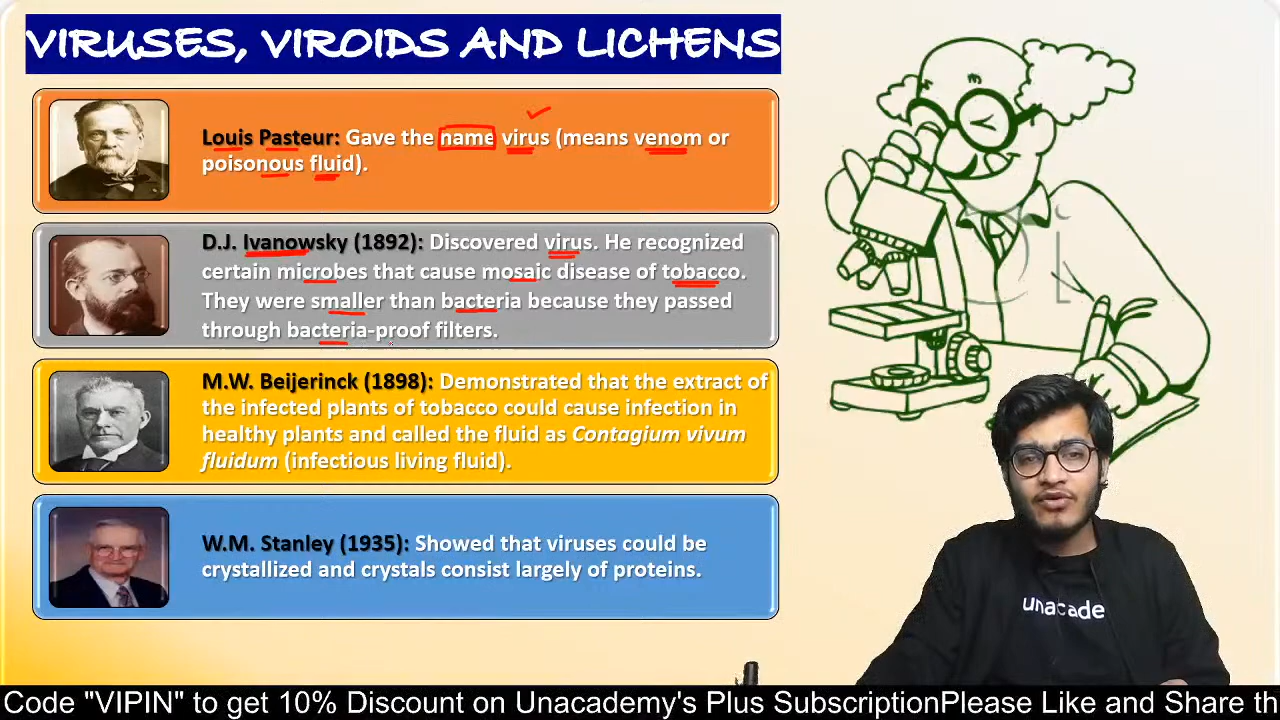 VIRUSES, VIROIDS AND LICHENS
Louis Pasteur: Gave the name virus (means venom or
poisonous fluid).
D.J. Ivanowsky (1892): Discovered virus. He recognized
certain microbes that cause mosaic disease of tobacco.
They were smaller than bacteria because they passed
through bacteria-proof filters.
M.W. Beijerinck (1898): Demonstrated that the extract of
the infected plants of tobacco could cause infection in
healthy plants and called the fluid as Contagium vivum
fluidum (infectious living fluid).
W.M. Stanley (1935): Showed that viruses could be
crystallized and crystals consist largely of proteins.
unacade
Code "VIPIN" to get 10% Discount on Unacademy's Plus SubscriptionPlease Like and Share th